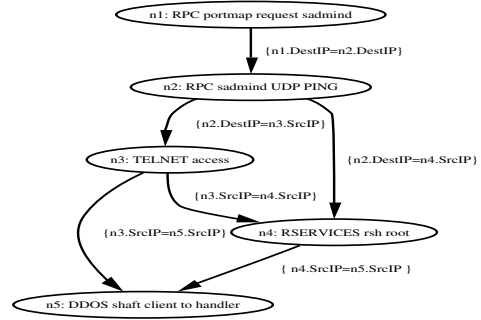 n1: RPC portmap request sadmind
{n1.DestIP=n2.DestIP}
n2: RPC sadmind UDP PING
{n2.DestIP=n3.SrcIP}
n3: TELNET access
{n2.DestIP=n4.SrcIP}
{n3.SrcIP=n4.SrcIP}
{n3.SrcIP=n5.SrcIP}
n4: RSERVICES rsh root
{ n4.SrcIP=n5.SrcIP }
n5: DDOS shaft client to handler